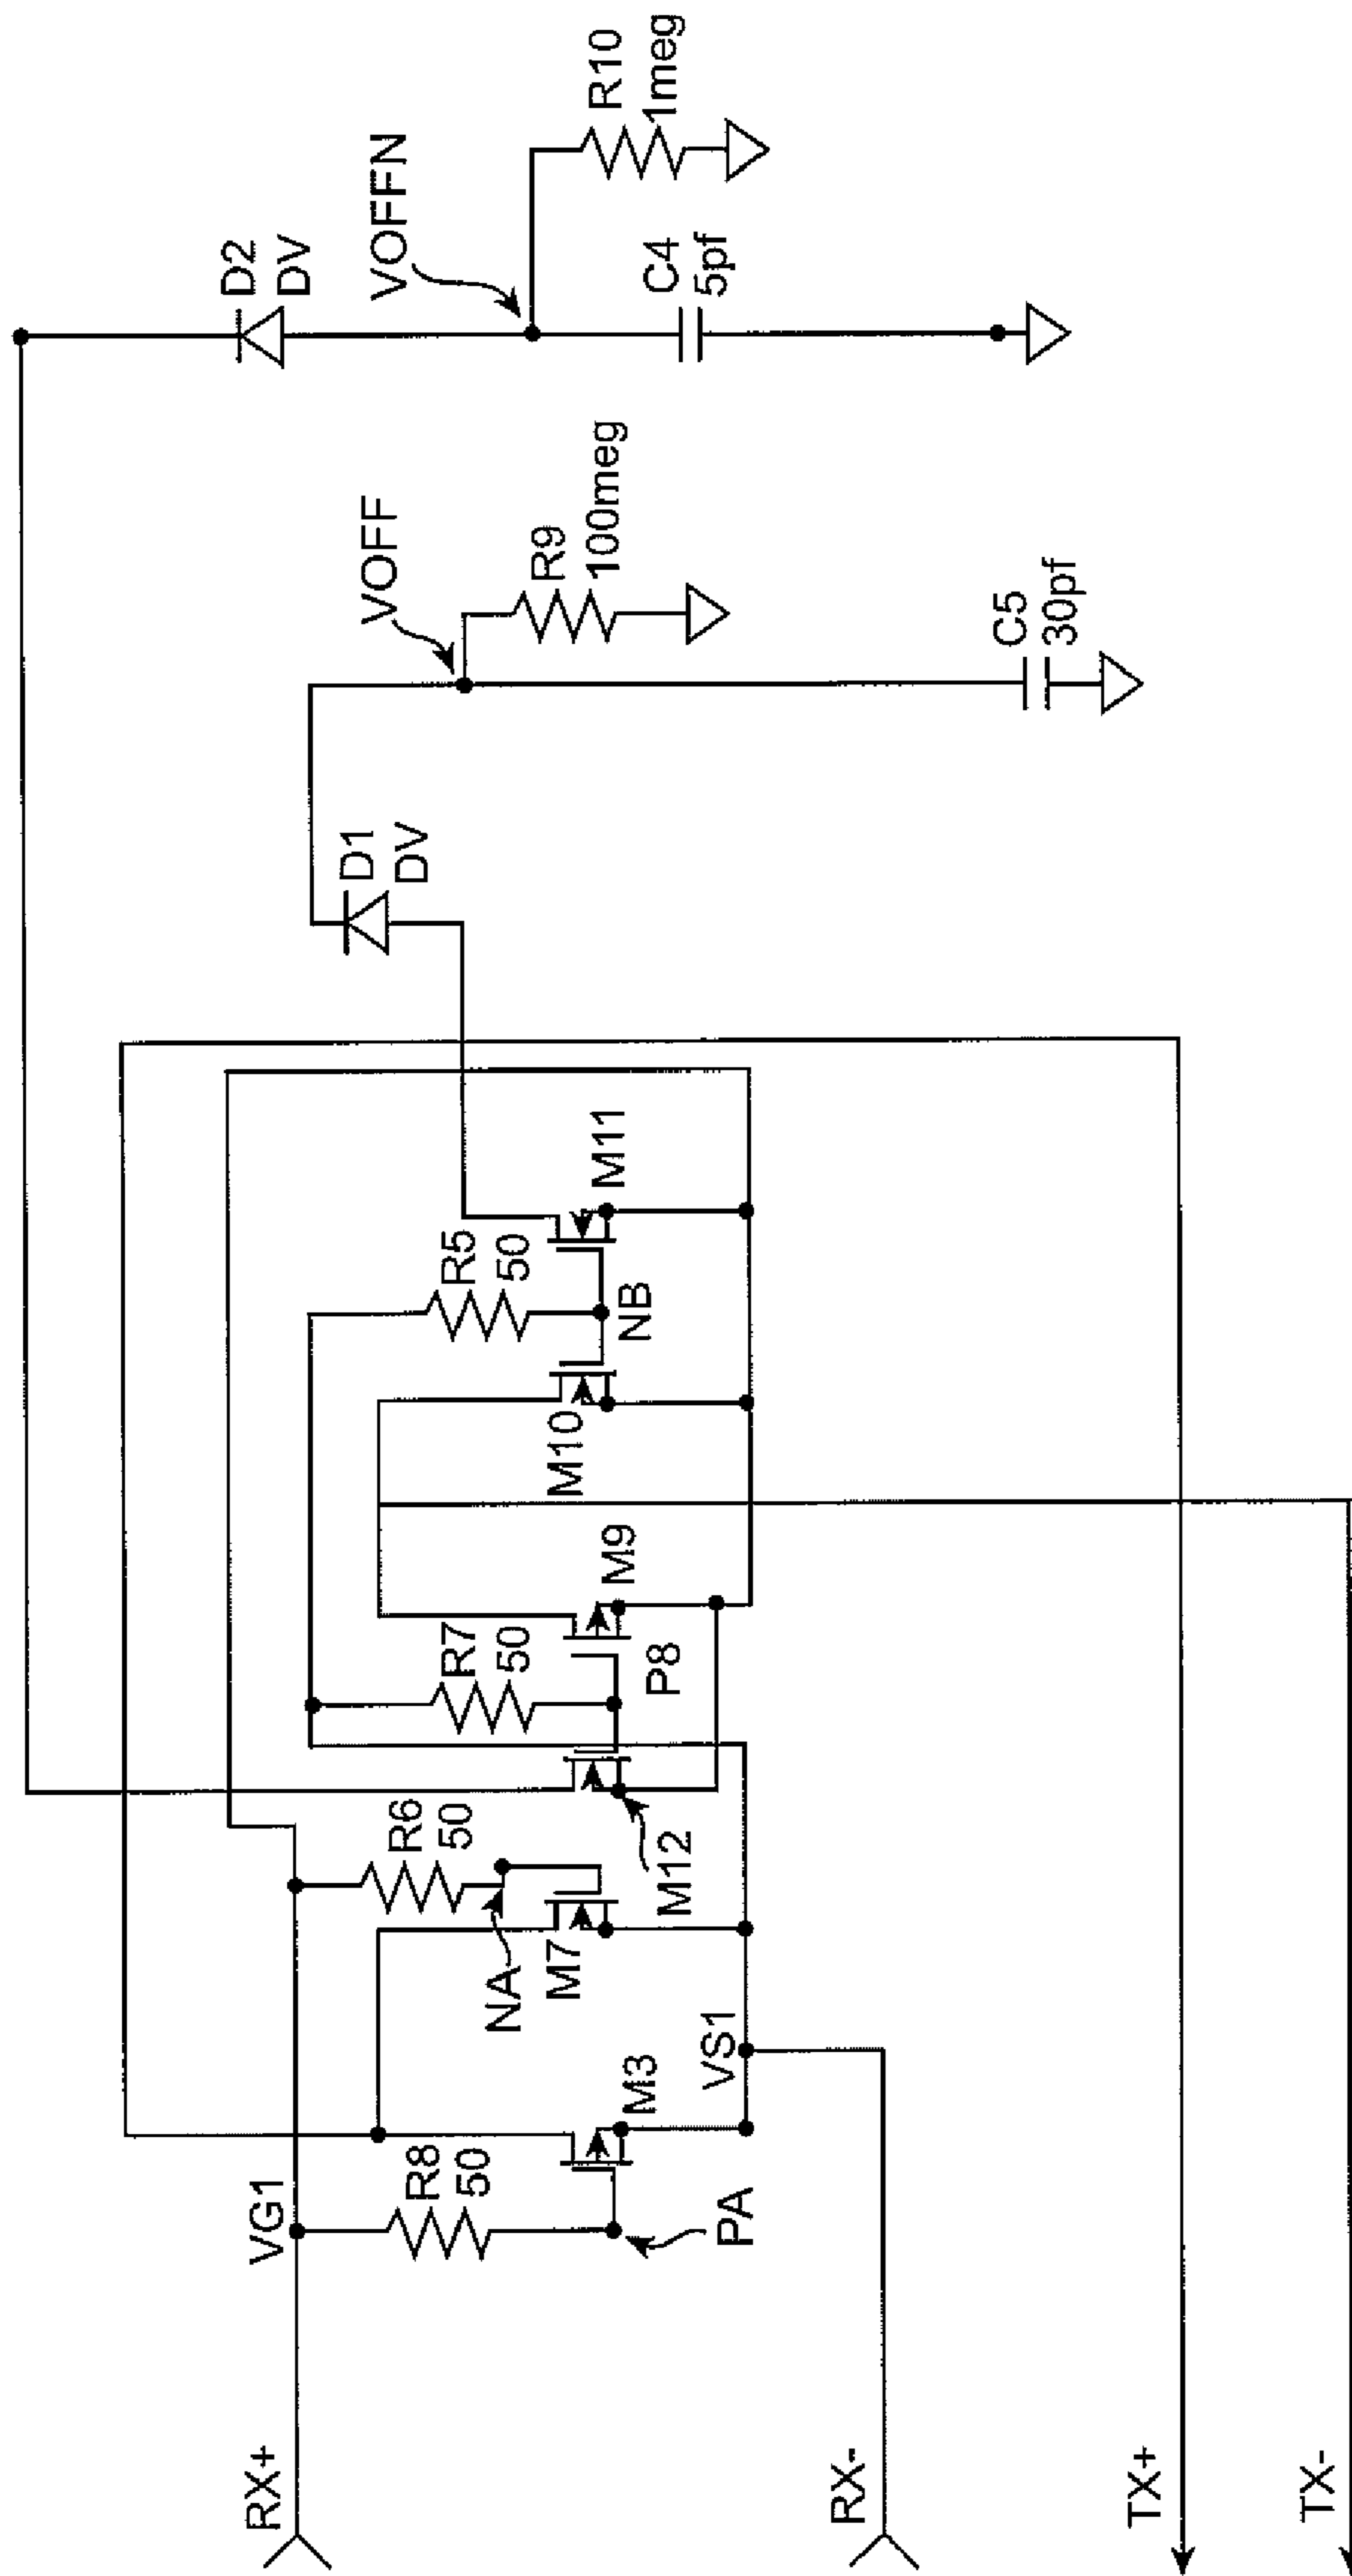 RX+
RX-
TX+
TX-
VG1
R8
50
PA
M3
VS1
NA
M7
R6
50
M12
R7
50
P8
M9
M10
NB
R5
50
M11
D1
DV
VOFF
R9
100meg
C5
30pf
D2
DV
VOFFN
C4
5pf
R10
1meg